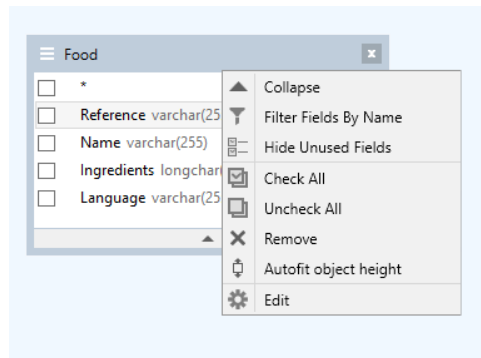 Food
*
Reference varchar(25
Name varchar(255)
Ingredients longchar(
Language varchar(25
Collapse
Filter Fields By Name
Hide Unused Fields
Check All
Uncheck All
Remove
Autofit object height
Edit